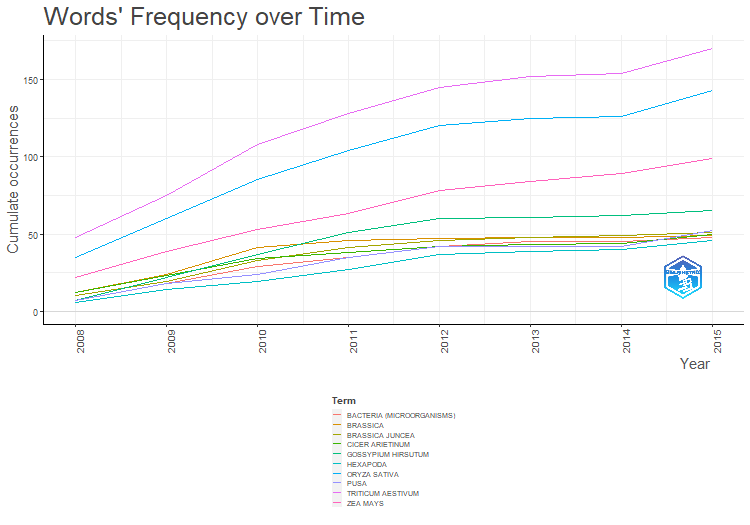 Words' Frequency over Time
Cumulate occurrences
150
100
50
0
2008
2009
2010
2011
2012
2013
2014
2015
Year
Term
BACTERIA (MICROORGANISMS)
BRASSICA
BRASSICA JUNCEA
CICER ARIETINUM
GOSSYPIUM HIRSUTUM
HEXAPODA
ORYZA SATIVA
PUSA
TRITICUM AESTIVUM
ZEA MAYS